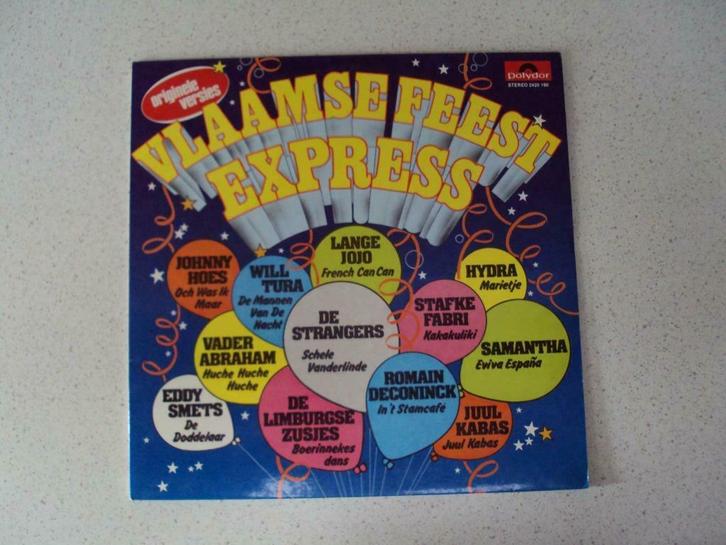 originele
versies
Polydor
STEREO 2420 160
VLAAMSE FEEST
EXPRESS
LANGE
JOJO
French Can Can
JOHNNY
HOES
Och Was Ik
Maar
WILL
TURA
De Mannen
Van De
Nacht
HYDRA
Marietje
DE
STRANGERS
Schele
Vanderlinde
STAFKE
FABRI
Kakakuliki
SAMANTHA
Eviva España
VADER
ABRAHAM
Huche Huche
Huche
EDDY
SMETS
De
Doddelaar
DE
LIMBURGSE
ZUSJES
Boerinnekes
dans
ROMAIN
DECONINCK
In 't Stamcafé
JUUL
KABAS
Juul Kabas